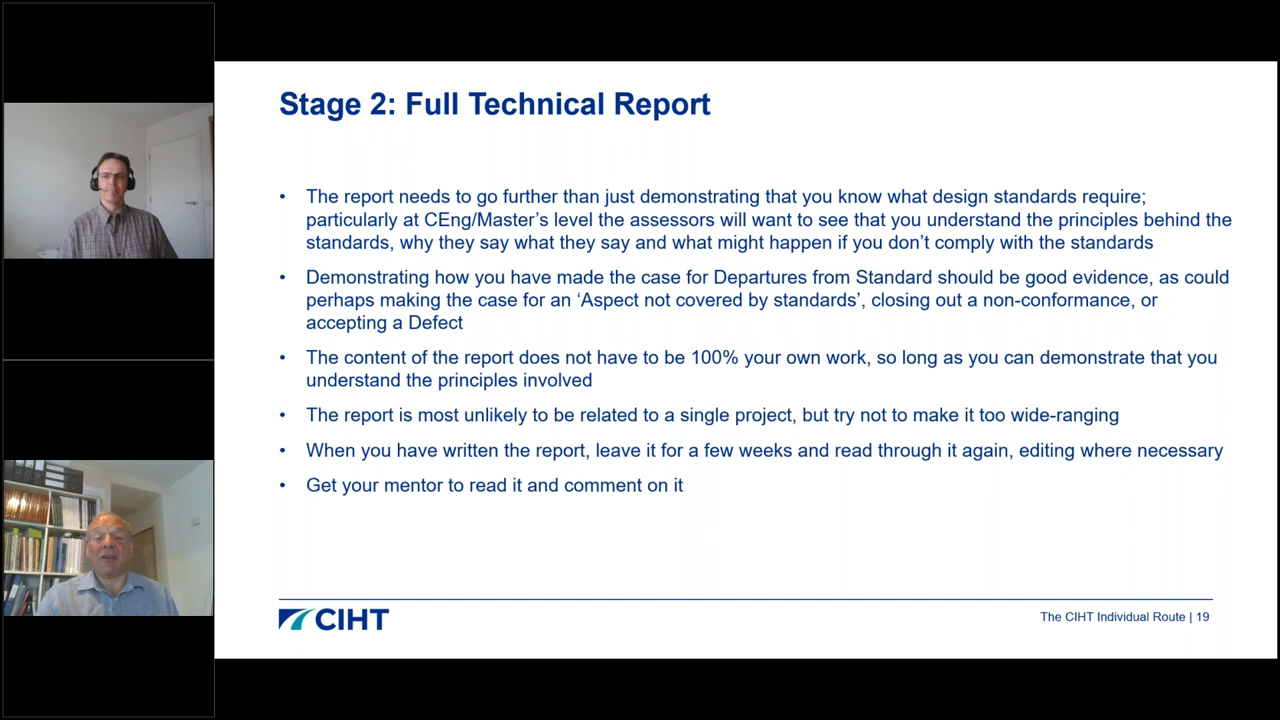 Stage 2: Full Technical Report
• The report needs to go further than just demonstrating that you know what design standards require;
particularly at CEng/Master’s level the assessors will want to see that you understand the principles behind the
standards, why they say what they say and what might happen if you don’t comply with the standards
• Demonstrating how you have made the case for Departures from Standard should be good evidence, as could
perhaps making the case for an ‘Aspect not covered by standards’, closing out a non-conformance, or
accepting a Defect
• The content of the report does not have to be 100% your own work, so long as you can demonstrate that you
understand the principles involved
• The report is most unlikely to be related to a single project, but try not to make it too wide-ranging
• When you have written the report, leave it for a few weeks and read through it again, editing where necessary
• Get your mentor to read it and comment on it
CIHT
The CIHT Individual Route | 19